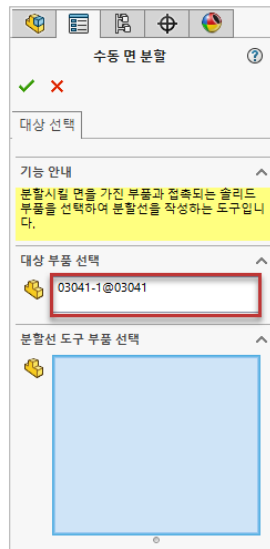 수동 면 분할
대상 선택
기능 안내
분할시킬 면을 가진 부품과 접촉되는 솔리드
부품을 선택하여 분할선을 작성하는 도구입니
다.
대상 부품 선택
03041-1@03041
분할선 도구 부품 선택